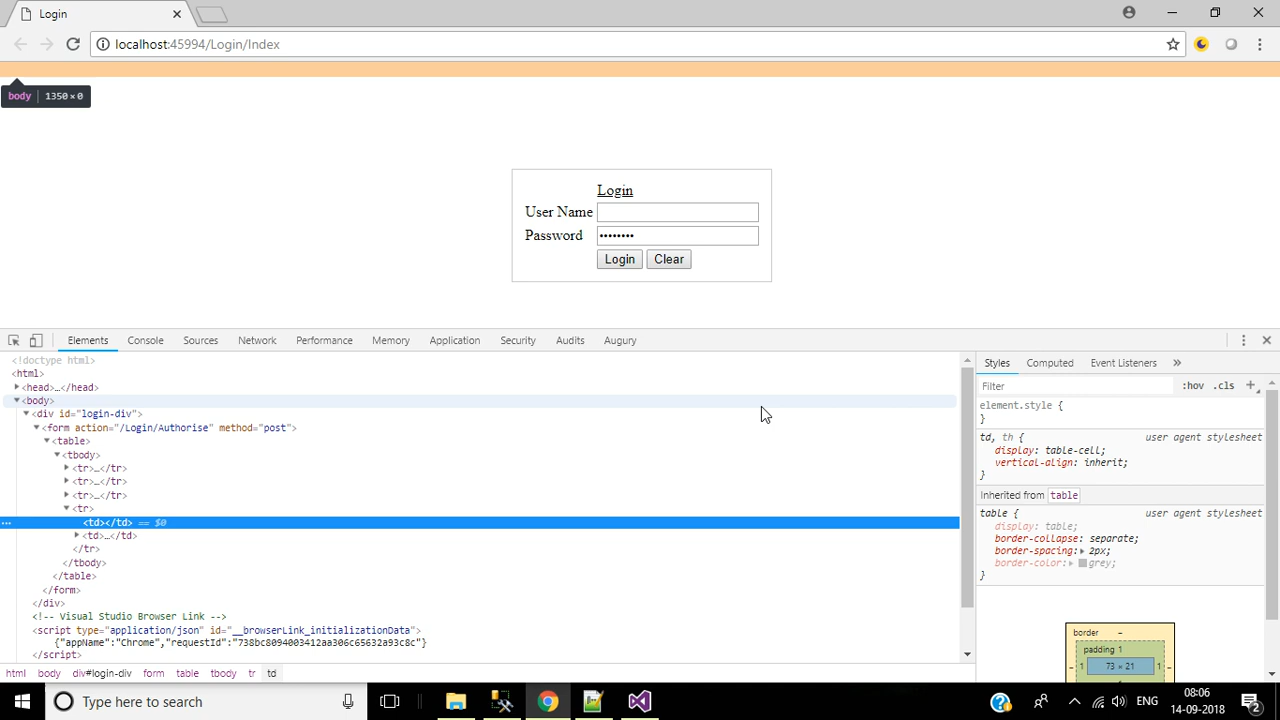 Login
localhost:45994/Login/Index
body 1350 × 0
Login
User Name
Password ••••••••
Login Clear
Elements Console Sources Network Performance Memory Application Security Audits Augury
<!doctype html>
<html>
<head>…</head>
<body>
<div id="login-div">
<form action="/Login/Authorise" method="post">
<table>
<tbody>
<tr>…</tr>
<tr>…</tr>
<tr>…</tr>
<tr>
<td></td> == $0
<td>…</td>
</tr>
</tbody>
</table>
</form>
</div>
<!-- Visual Studio Browser Link -->
<script type="application/json" id="__browserLink_initializationData">
{"appName":"Chrome","requestId":"738bc8094003412aa306c65632a93c8c"}
</script>
html body div#login-div form table tbody tr td
Styles Computed Event Listeners »
Filter :hov .cls +
element.style {
}
td, th { user agent stylesheet
display: table-cell;
vertical-align: inherit;
}
Inherited from table
table { user agent stylesheet
display: table;
border-collapse: separate;
border-spacing: 2px;
border-color: grey;
}
border –
padding 1
– 1 73 × 21 1 –
Type here to search
ENG
08:06
14-09-2018
2